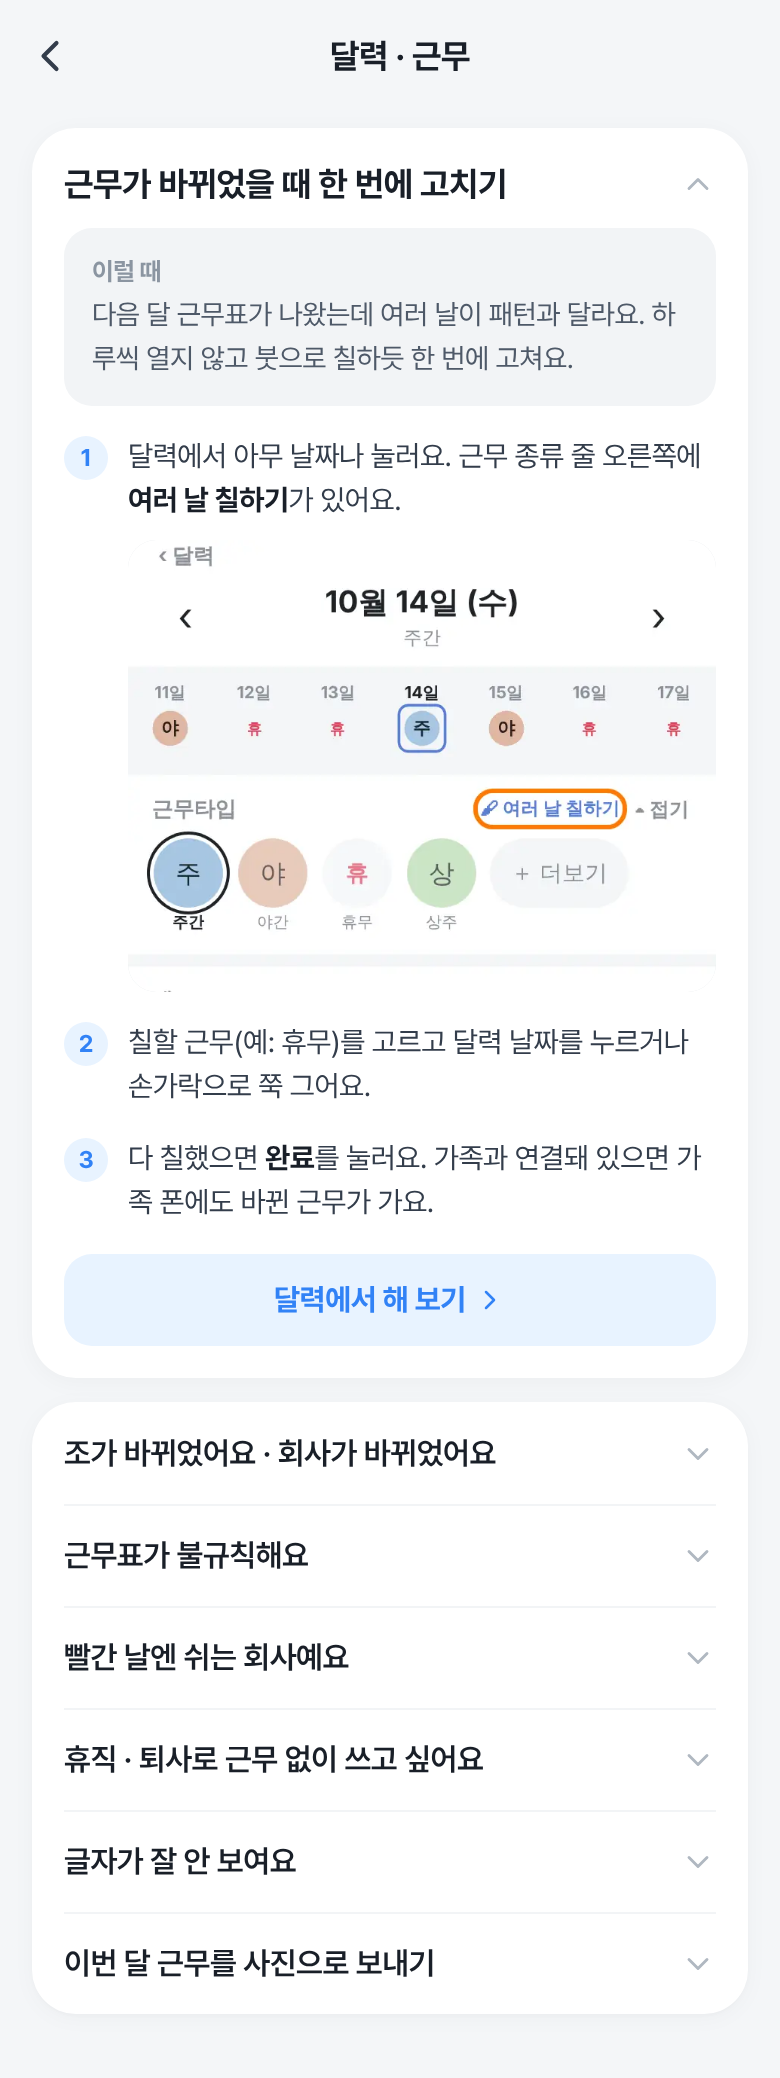 달력 · 근무
근무가 바뀌었을 때 한 번에 고치기
이럴 때
다음 달 근무표가 나왔는데 여러 날이 패턴과 달라요. 하
루씩 열지 않고 붓으로 칠하듯 한 번에 고쳐요.
1 달력에서 아무 날짜나 눌러요. 근무 종류 줄 오른쪽에
여러 날 칠하기가 있어요.
‹ 달력
10월 14일 (수)
주간
11일 12일 13일 14일 15일 16일 17일
야 휴 휴 주 야 휴 휴
근무타입 여러 날 칠하기 접기
주 야 휴 상 + 더보기
주간 야간 휴무 상주
2 칠할 근무(예: 휴무)를 고르고 달력 날짜를 누르거나
손가락으로 쭉 그어요.
3 다 칠했으면 완료를 눌러요. 가족과 연결돼 있으면 가
족 폰에도 바뀐 근무가 가요.
달력에서 해 보기
조가 바뀌었어요 · 회사가 바뀌었어요
근무표가 불규칙해요
빨간 날엔 쉬는 회사예요
휴직 · 퇴사로 근무 없이 쓰고 싶어요
글자가 잘 안 보여요
이번 달 근무를 사진으로 보내기